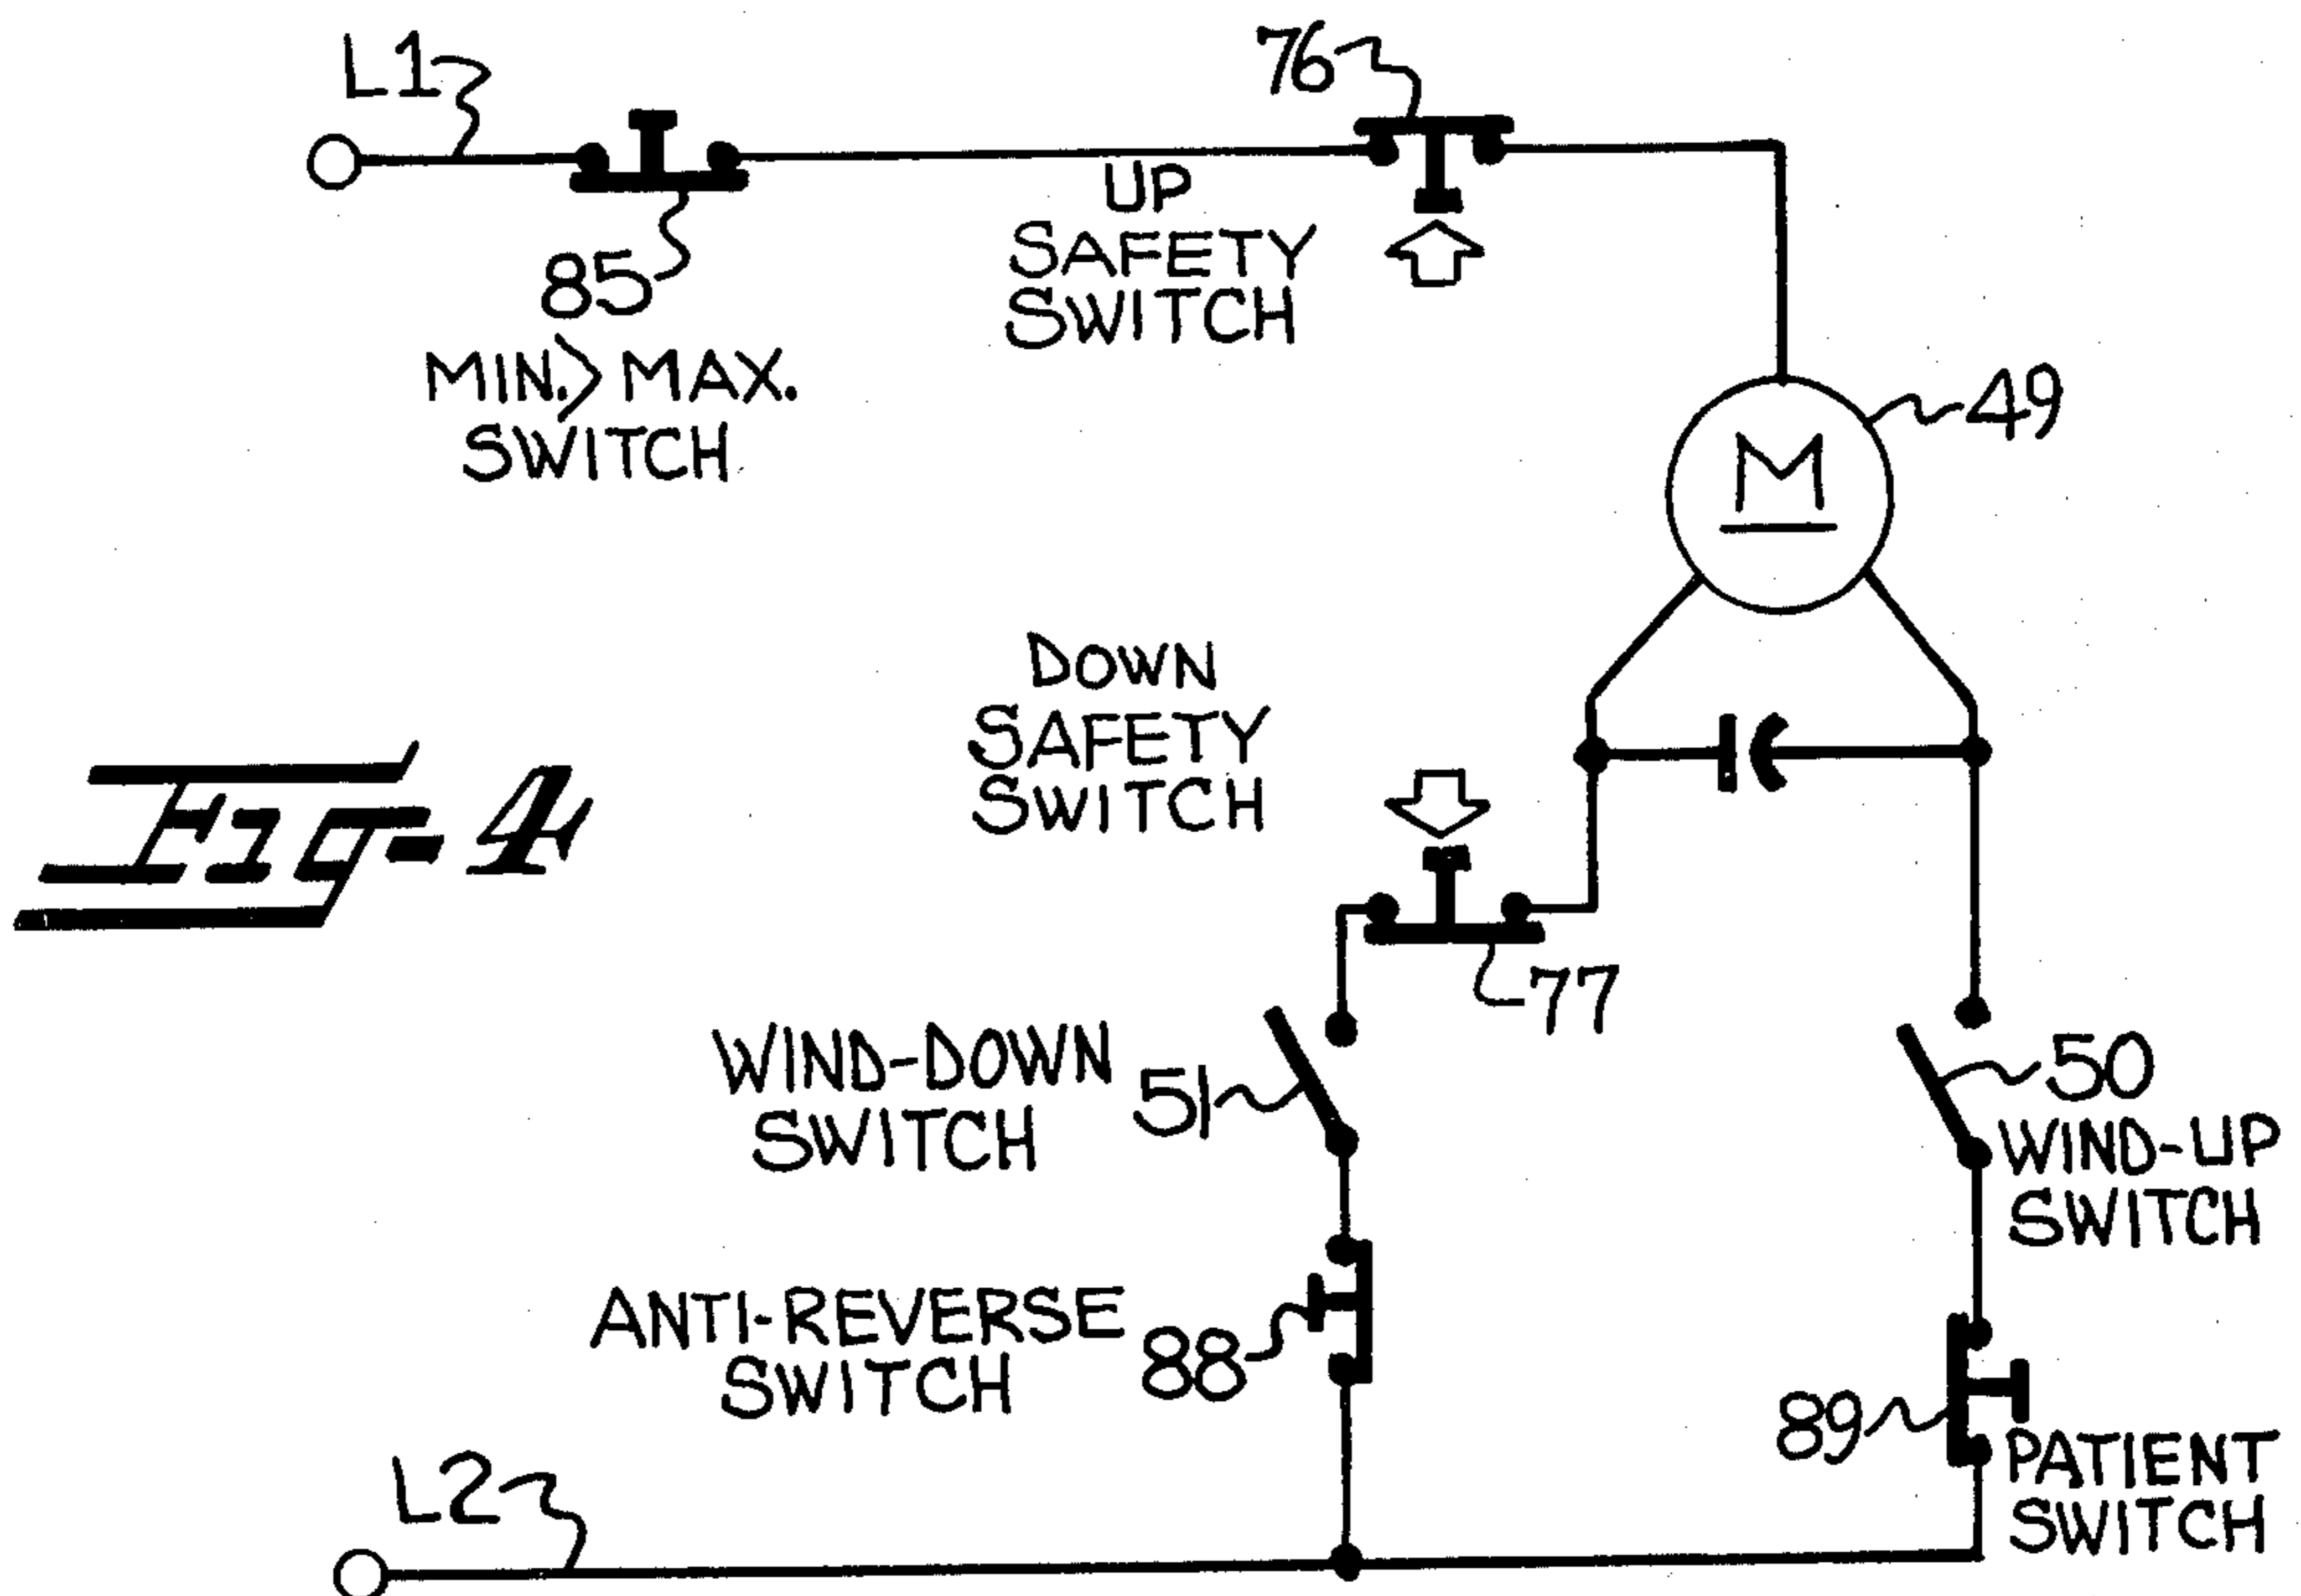 L1
76
UP
SAFETY
SWITCH
85
MIN.> MAX.
SWITCH
49
M
DOWN
SAFETY
SWITCH
Fig-4
77
WIND-DOWN
SWITCH
51
50
WIND-UP
SWITCH
ANTI-REVERSE
SWITCH
88
89
PATIENT
SWITCH
L2